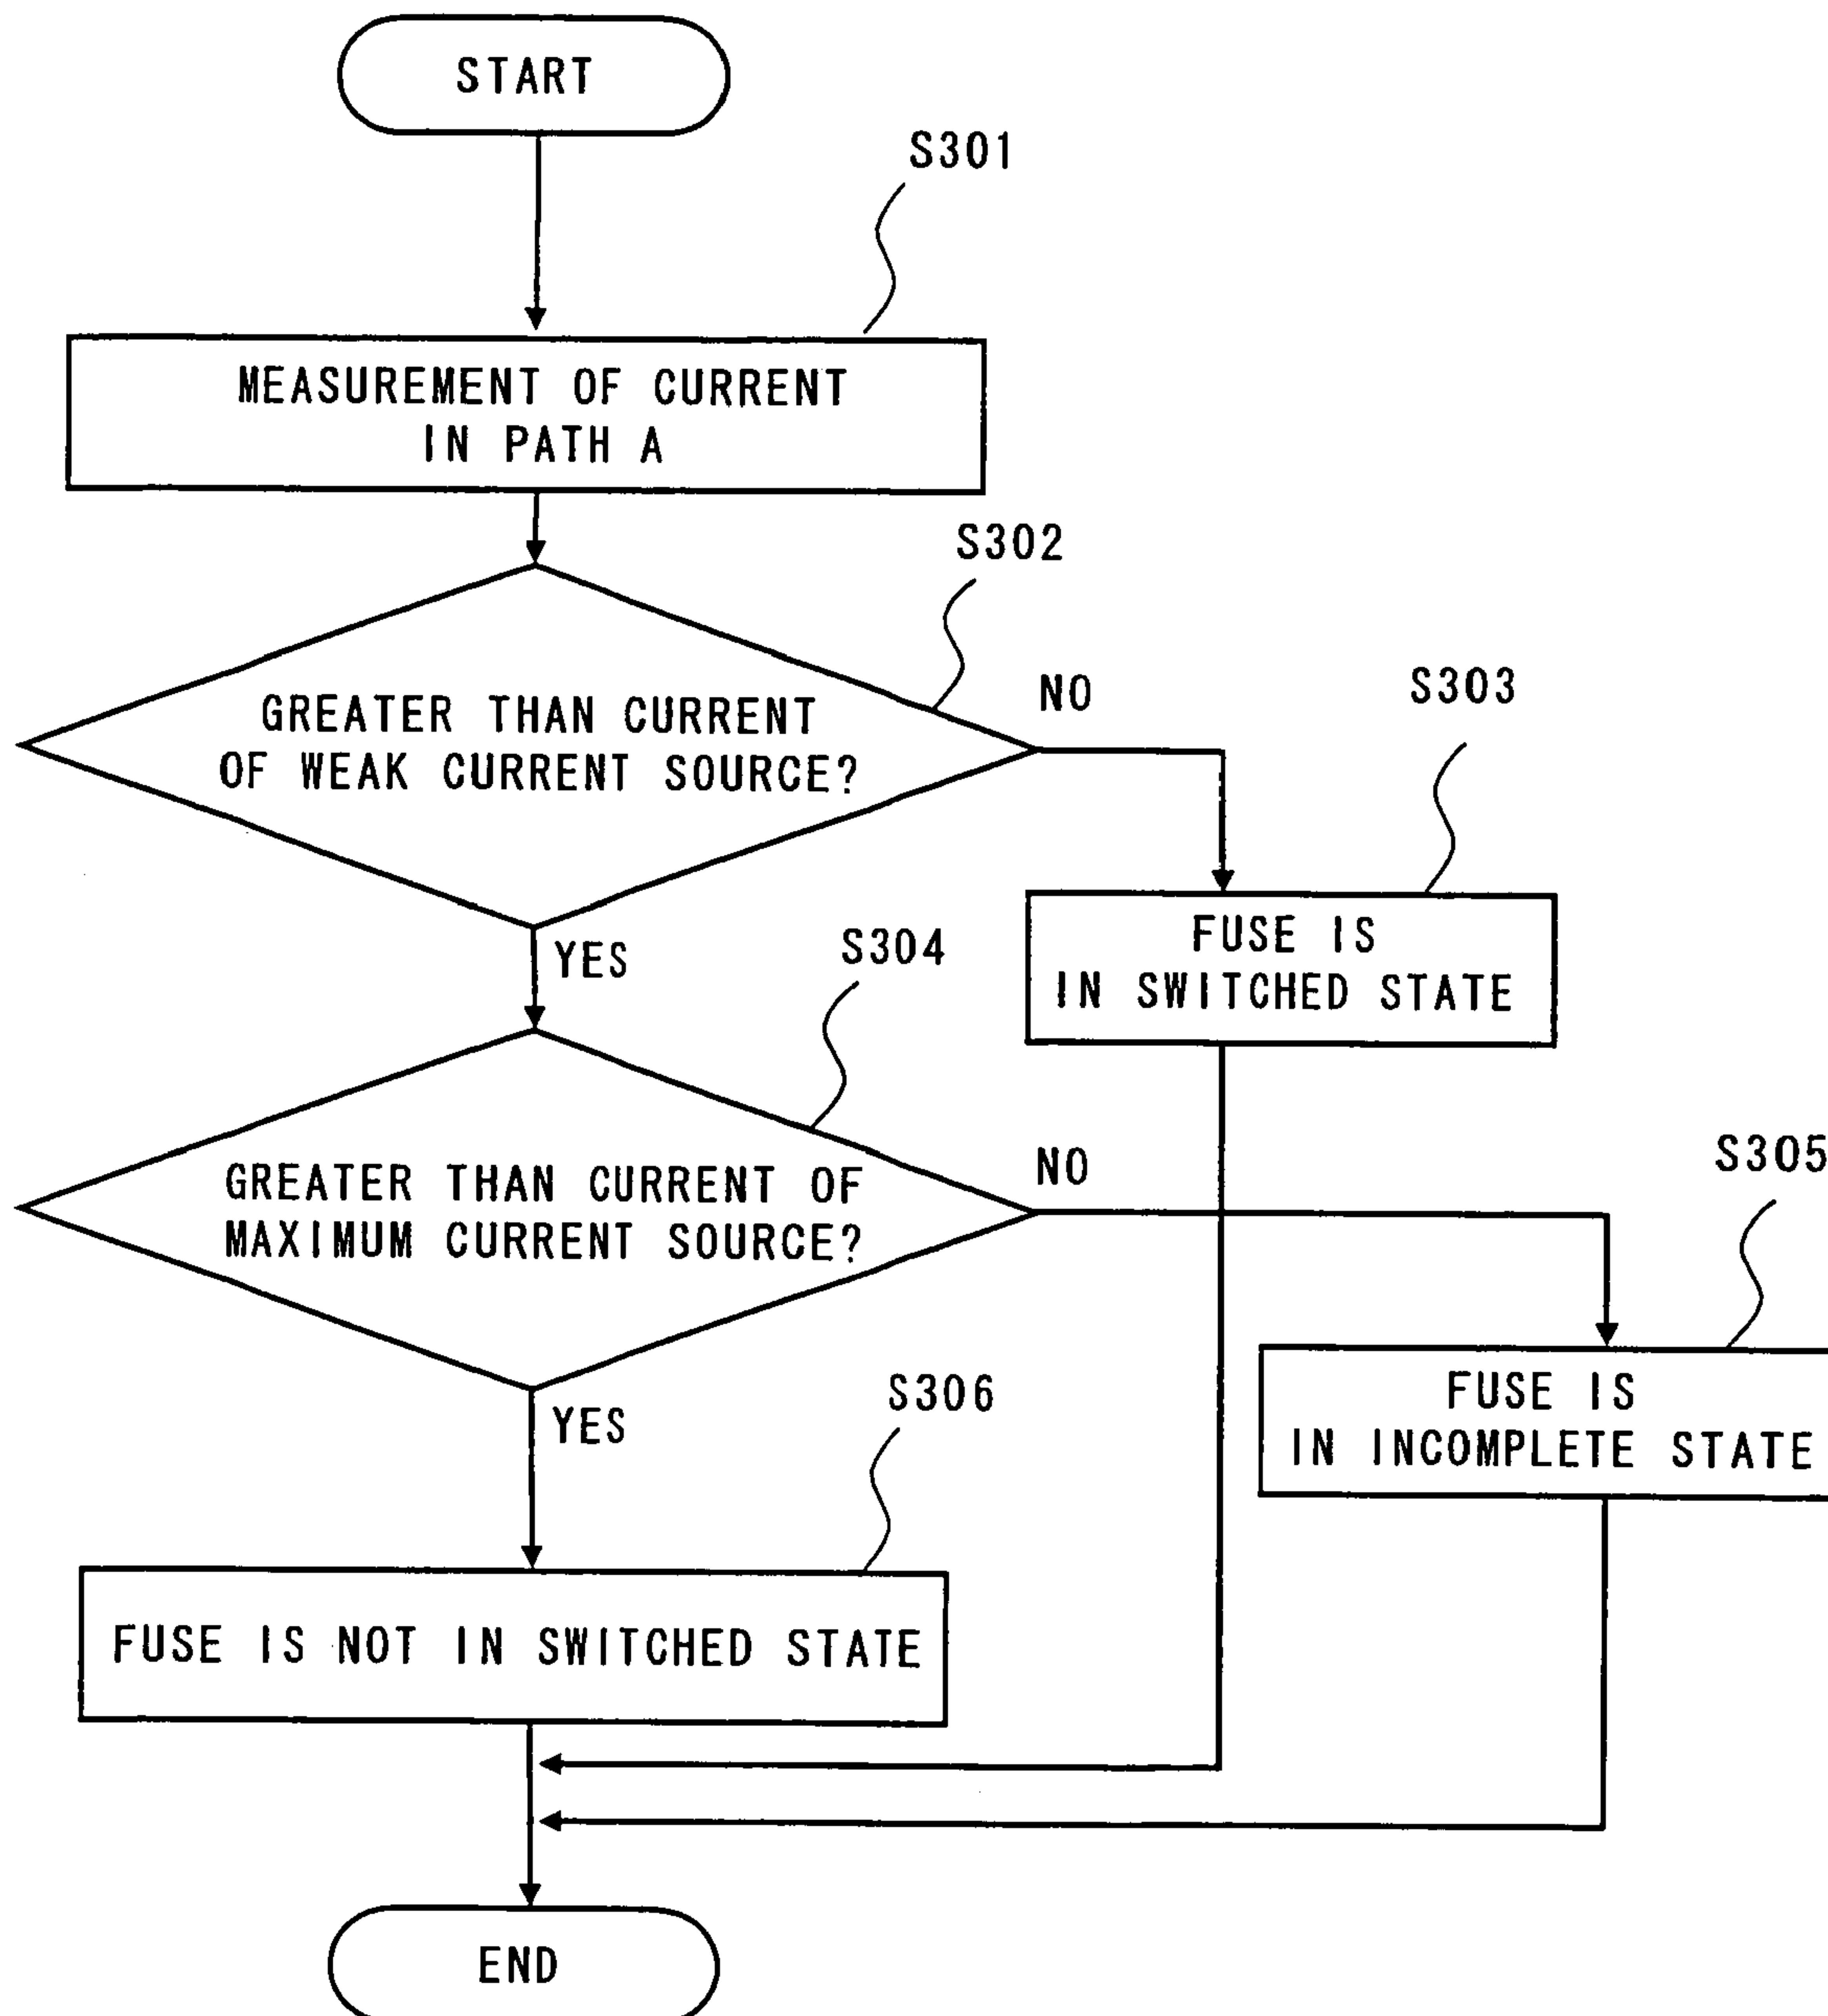 START
S301
MEASUREMENT OF CURRENT
IN PATH A
S302
GREATER THAN CURRENT
OF WEAK CURRENT SOURCE?
NO
S303
FUSE IS
IN SWITCHED STATE
YES
S304
GREATER THAN CURRENT OF
MAXIMUM CURRENT SOURCE?
NO
S305
FUSE IS
IN INCOMPLETE STATE
YES
S306
FUSE IS NOT IN SWITCHED STATE
END